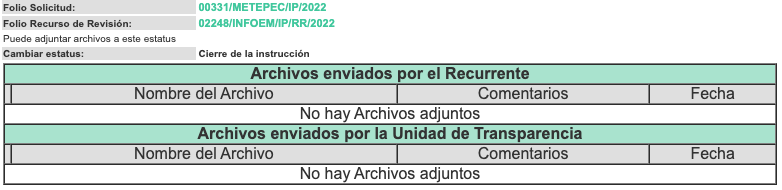 Folio Solicitud: 00331/METEPEC/IP/2022
Folio Recurso de Revisión: 02248/INFOEM/IP/RR/2022
Puede adjuntar archivos a este estatus
Cambiar estatus: Cierre de la instrucción
Archivos enviados por el Recurrente
Nombre del Archivo Comentarios Fecha
No hay Archivos adjuntos
Archivos enviados por la Unidad de Transparencia
Nombre del Archivo Comentarios Fecha
No hay Archivos adjuntos